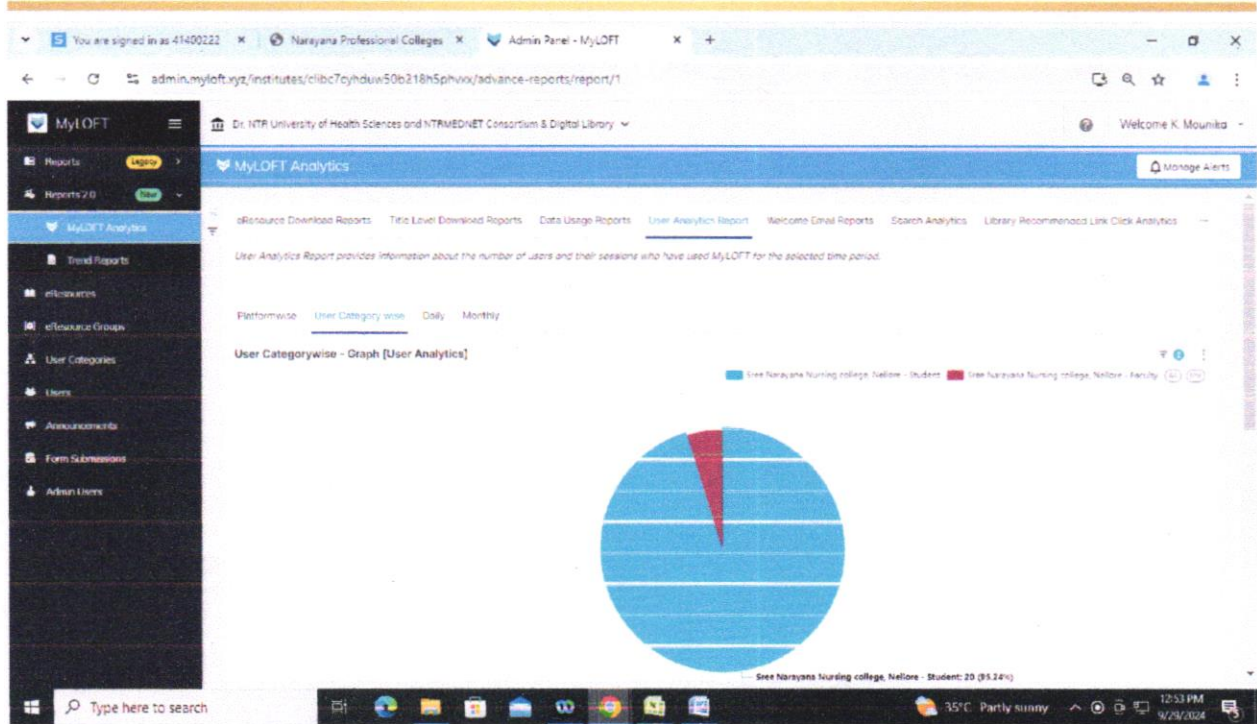 You are signed in as 41400222
Narayana Professional Colleges
Admin Panel - MyLOFT
admin.myloft.xyz/institutes/clibc7cyhduw50b218h5phvxx/advance-reports/report/1
MyLOFT
Dr. NTR University of Health Sciences and NTRMEDNET Consortium & Digital Library
Welcome K. Mounika
Reports Legacy
MyLOFT Analytics
Manage Alerts
Reports 2.0 New
MyLOFT Analytics
eResource Download Reports Title Level Download Reports Data Usage Reports User Analytics Report Welcome Email Reports Search Analytics Library Recommended Link Click Analytics
Trend Reports
User Analytics Report provides information about the number of users and their sessions who have used MyLOFT for the selected time period.
eResources
eResource Groups
Platformwise User Category wise Daily Monthly
User Categories
User Categorywise - Graph [User Analytics]
Sree Narayana Nursing college, Nellore - Student Sree Narayana Nursing college, Nellore - Faculty
Users
Announcements
Form Submissions
Admin Users
Sree Narayana Nursing college, Nellore - Student: 20 (95.24%)
Type here to search
35°C Partly sunny
12:53 PM
9/29/2024